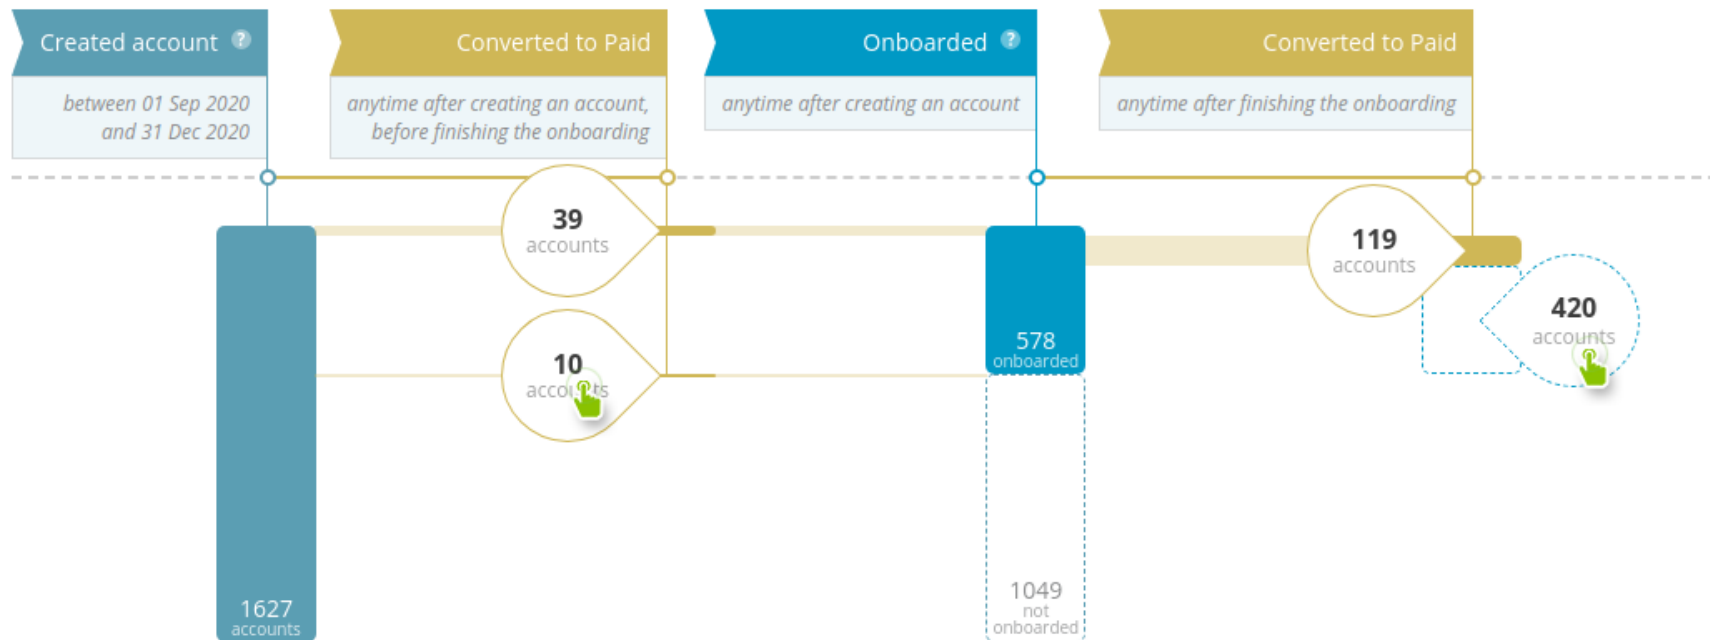 Created account ?
between 01 Sep 2020
and 31 Dec 2020
Converted to Paid
anytime after creating an account,
before finishing the onboarding
Onboarded ?
anytime after creating an account
Converted to Paid
anytime after finishing the onboarding
39
accounts
10
accounts
119
accounts
420
accounts
578
onboarded
1049
not
onboarded
1627
accounts